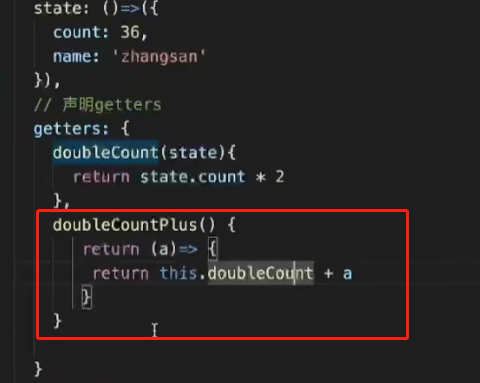 state: ()=>({
count: 36,
name: 'zhangsan'
}),
// 声明getters
getters: {
doubleCount(state){
return state.count * 2
},
doubleCountPlus() {
return (a)=> {
return this.doubleCount + a
}
}
}